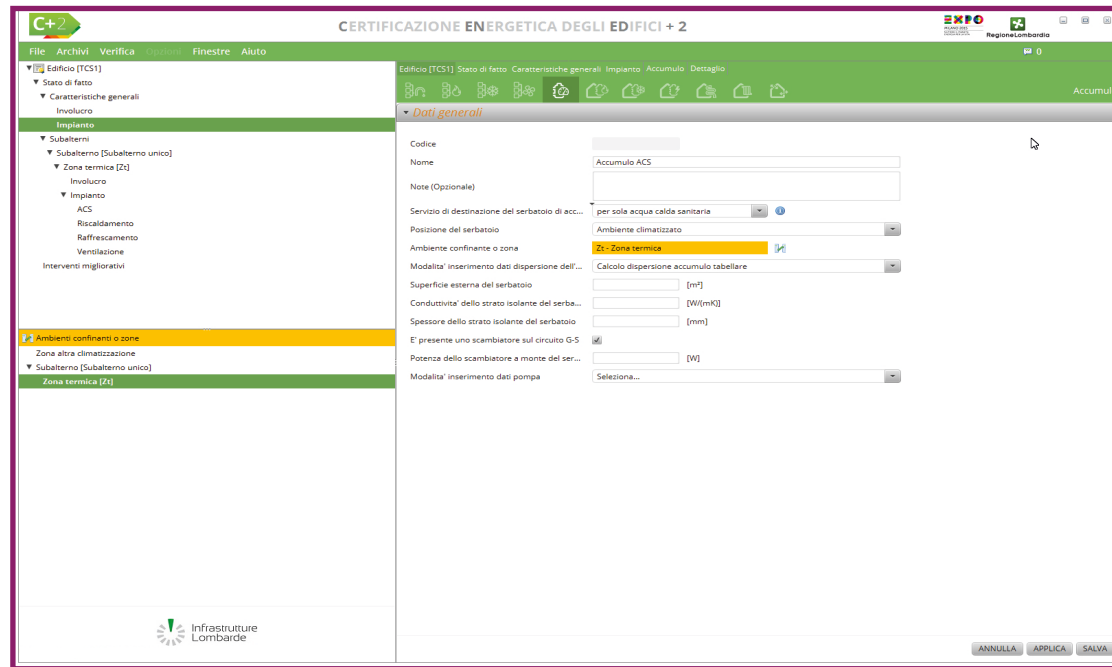 C+2
CERTIFICAZIONE ENERGETICA DEGLI EDIFICI + 2
EXPO
RegioneLombardia
File Archivi Verifica Opzioni Finestre Aiuto
0
Edificio [TCS1]
Stato di fatto
Caratteristiche generali
Involucro
Impianto
Subalterni
Subalterno [Subalterno unico]
Zona termica [Zt]
Involucro
Impianto
ACS
Riscaldamento
Raffrescamento
Ventilazione
Interventi migliorativi
Ambienti confinanti o zone
Zona altra climatizzazione
Subalterno [Subalterno unico]
Zona termica [Zt]
Infrastrutture
Lombarde
Edificio [TCS1] Stato di fatto Caratteristiche generali Impianto Accumulo Dettaglio
Accumul
Dati generali
Codice
Nome Accumulo ACS
Note (Opzionale)
Servizio di destinazione del serbatoio di acc... per sola acqua calda sanitaria
Posizione del serbatoio Ambiente climatizzato
Ambiente confinante o zona Zt - Zona termica
Modalita' inserimento dati dispersione dell'... Calcolo dispersione accumulo tabellare
Superficie esterna del serbatoio [m²]
Conduttivita' dello strato isolante del serba... [W/(mK)]
Spessore dello strato isolante del serbatoio [mm]
E' presente uno scambiatore sul circuito G-S
Potenza dello scambiatore a monte del ser... [W]
Modalita' inserimento dati pompa Seleziona...
ANNULLA APPLICA SALVA